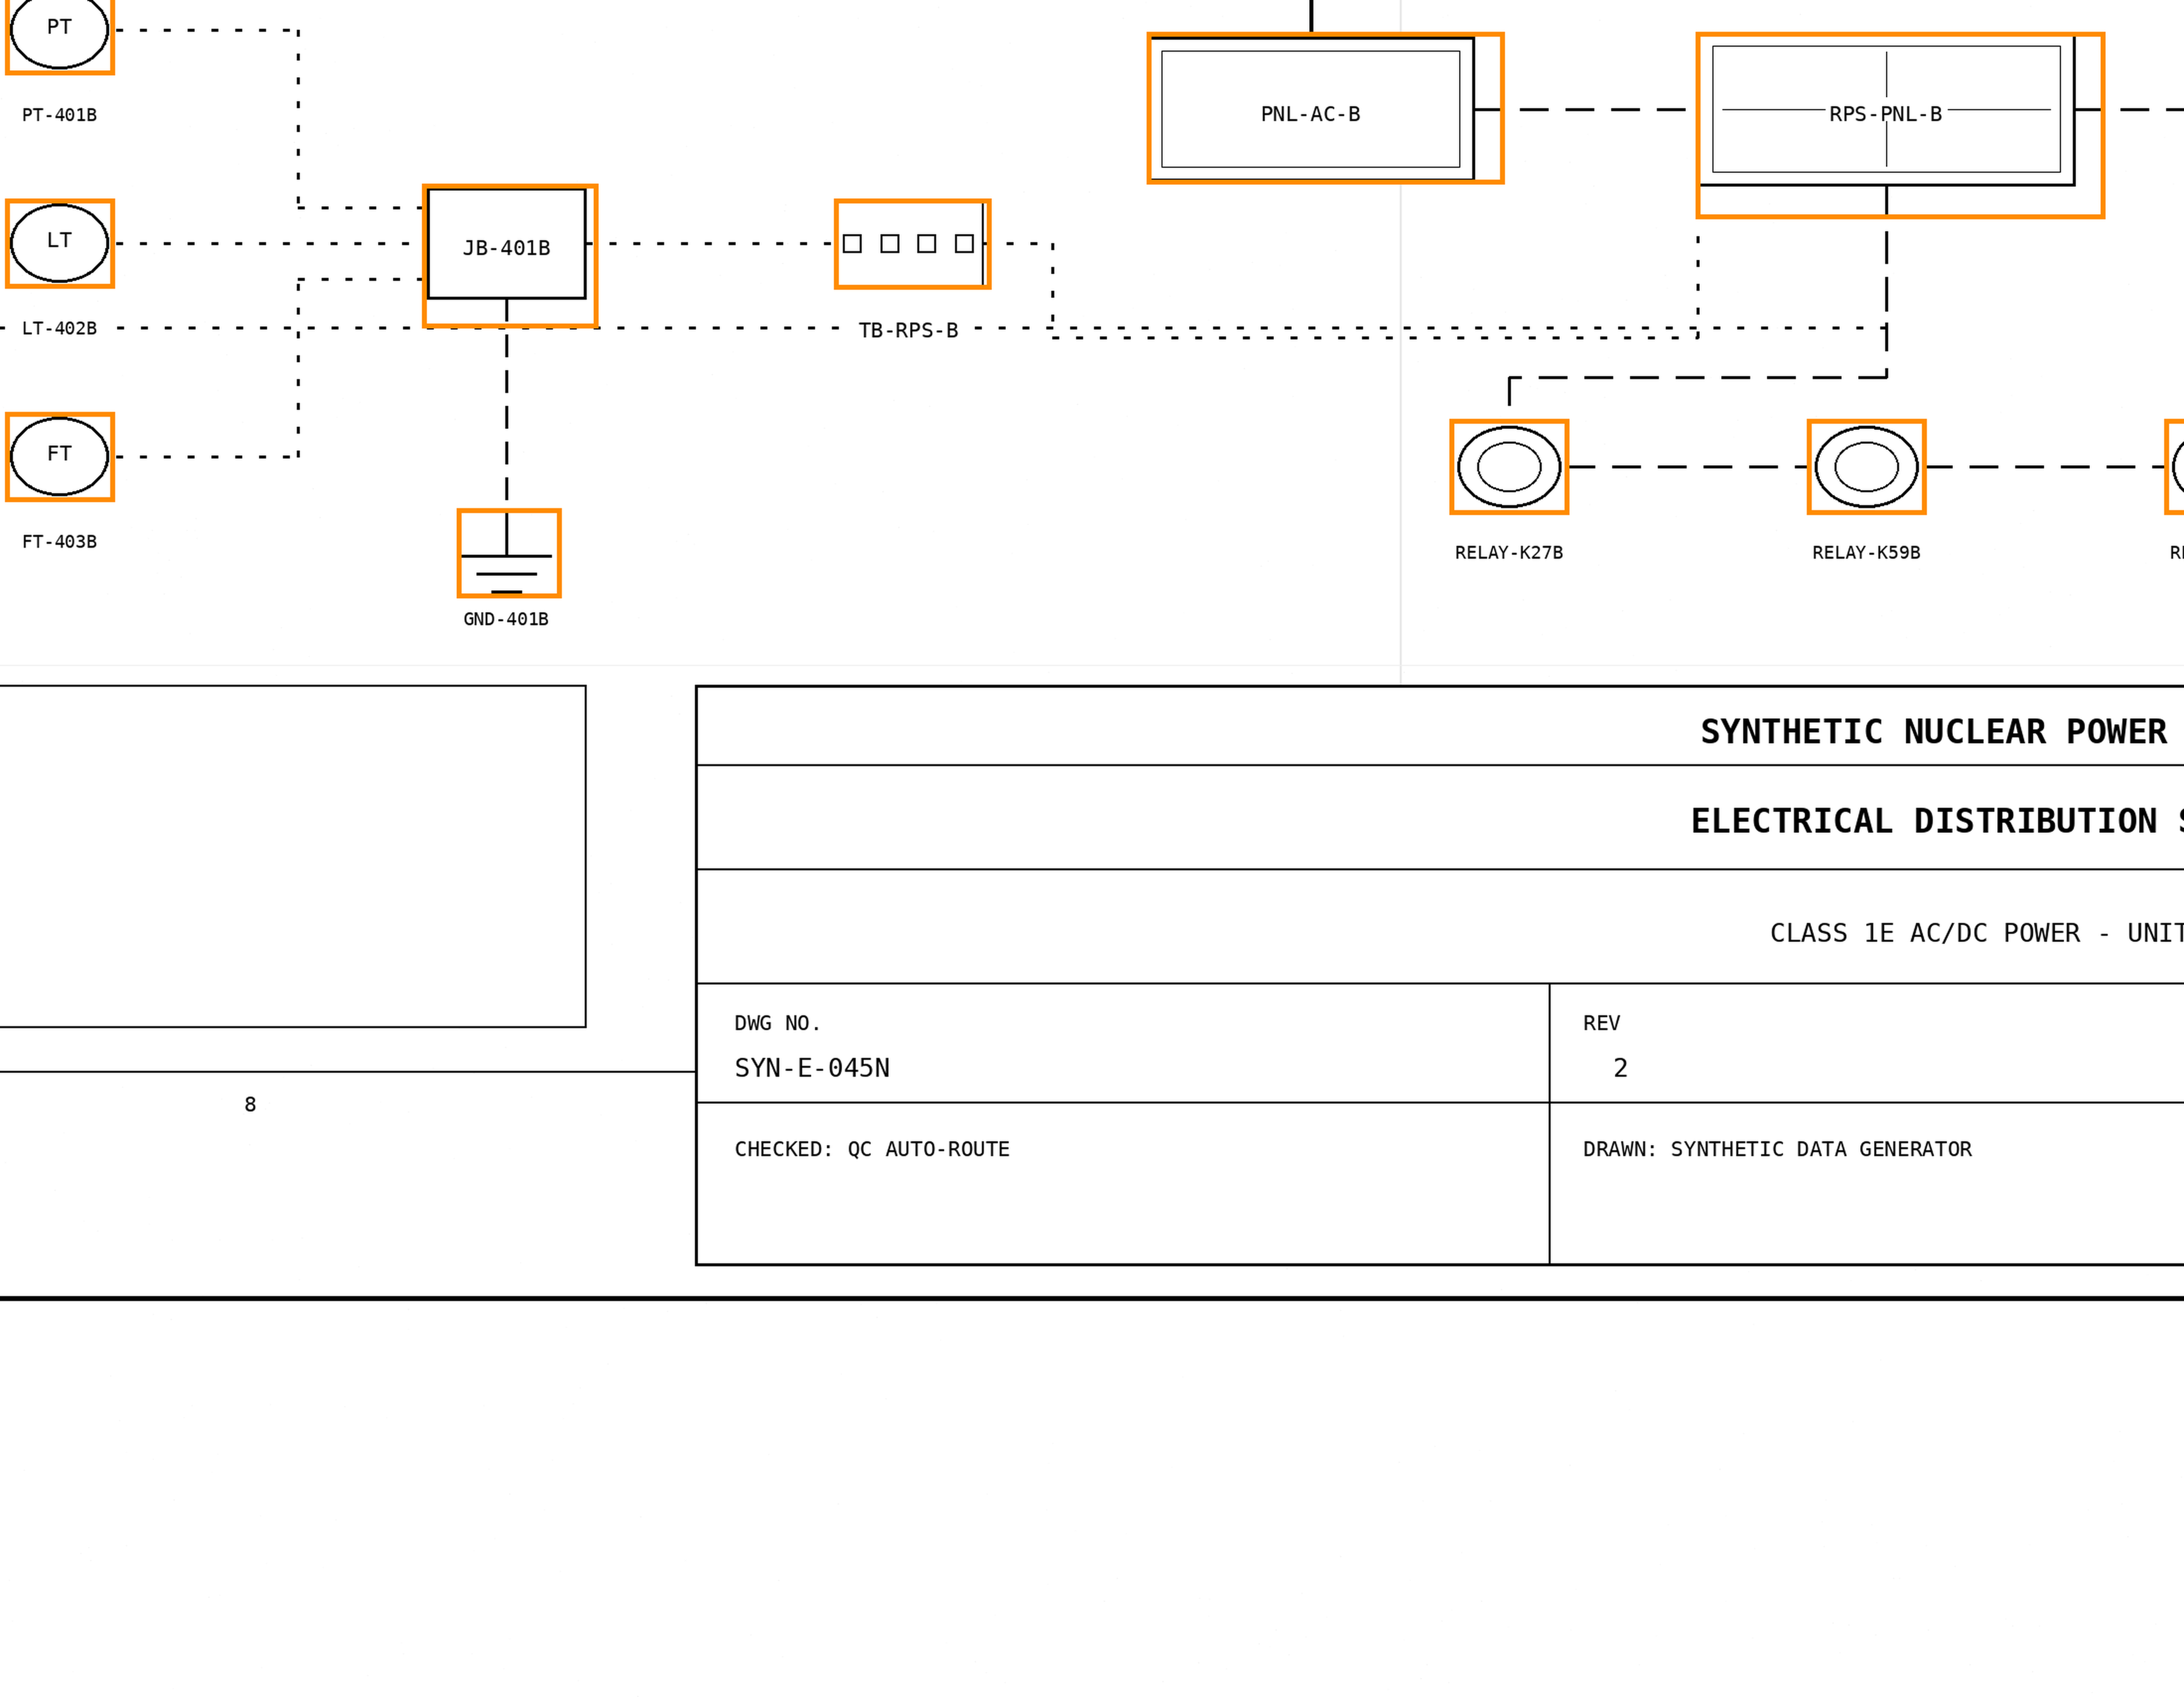 PT
PT-401B
PNL-AC-B
RPS-PNL-B
LT
JB-401B
LT-402B
TB-RPS-B
FT
FT-403B
RELAY-K27B
RELAY-K59B
GND-401B
SYNTHETIC NUCLEAR POWER
ELECTRICAL DISTRIBUTION
CLASS 1E AC/DC POWER - UNIT
DWG NO.
SYN-E-045N
REV
2
8
CHECKED: QC AUTO-ROUTE
DRAWN: SYNTHETIC DATA GENERATOR